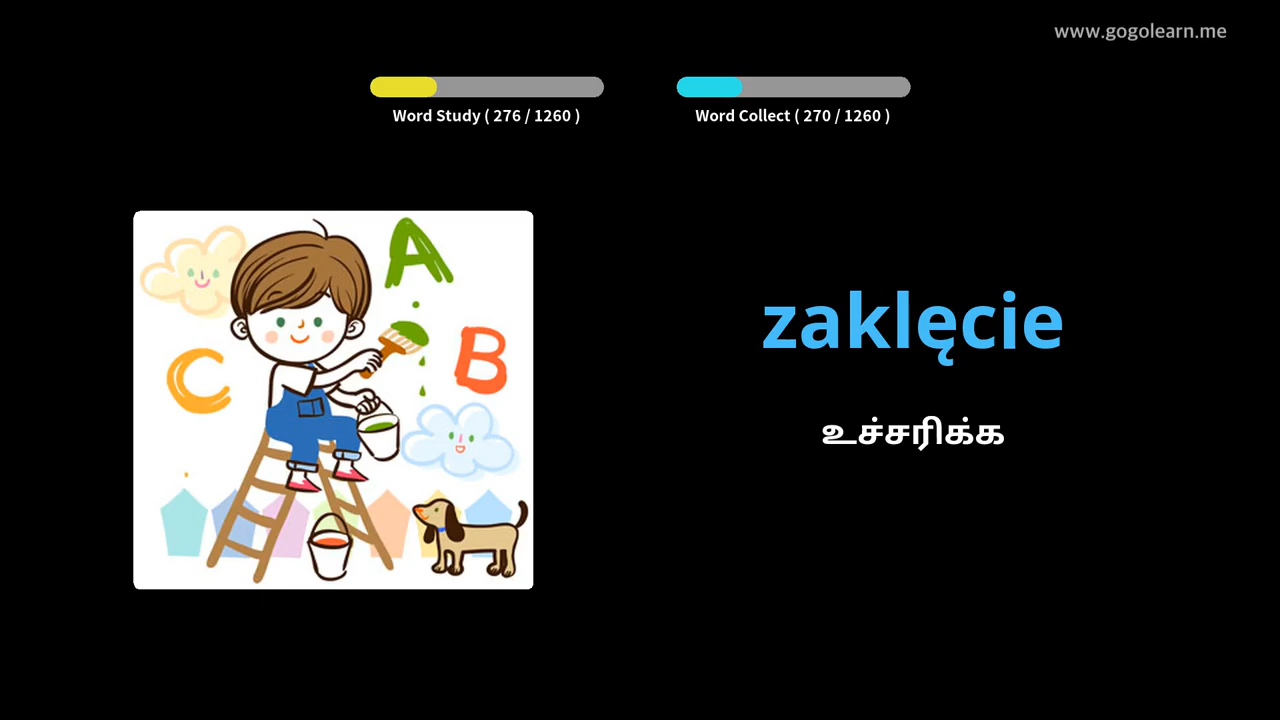 www.gogolearn.me
Word Study ( 276 / 1260 )
Word Collect ( 270 / 1260 )
A
B
C
zaklęcie
உச்சரிக்க